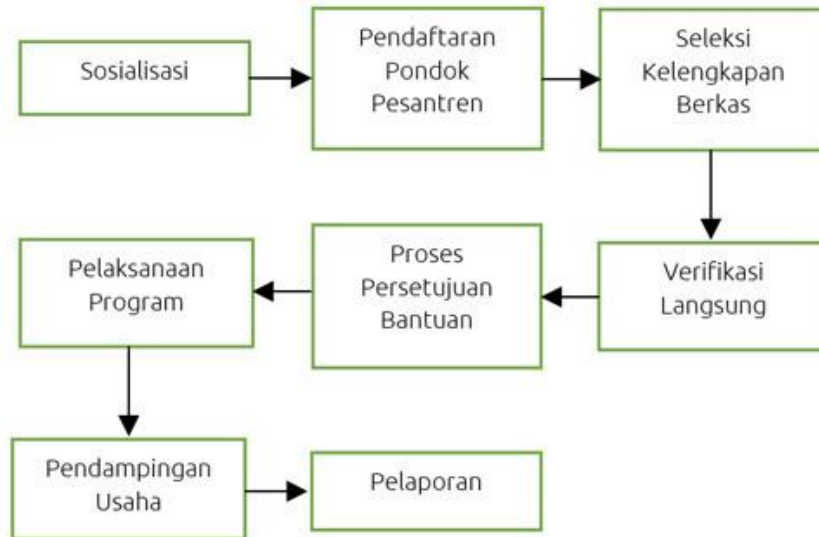 Sosialisasi
Pendaftaran
Pondok
Pesantren
Seleksi
Kelengkapan
Berkas
Verifikasi
Langsung
Proses
Persetujuan
Bantuan
Pelaksanaan
Program
Pendampingan
Usaha
Pelaporan